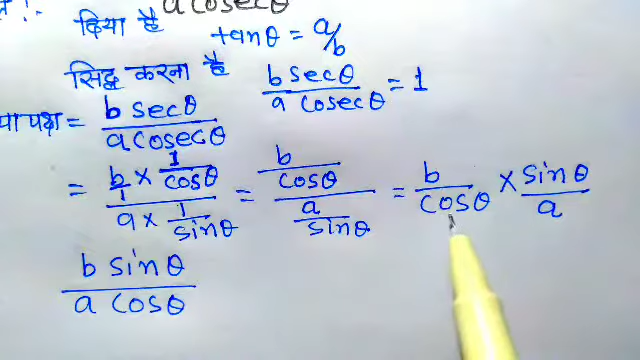 a cosecθ
दिया है tanθ = a/b
सिद्ध करना है b secθ / a cosecθ = 1
पक्ष = b secθ / a cosecθ
= (b/1 × 1/cosθ) / (a × 1/sinθ) = (b/cosθ) / (a/sinθ) = b/cosθ × sinθ/a
b sinθ / a cosθ